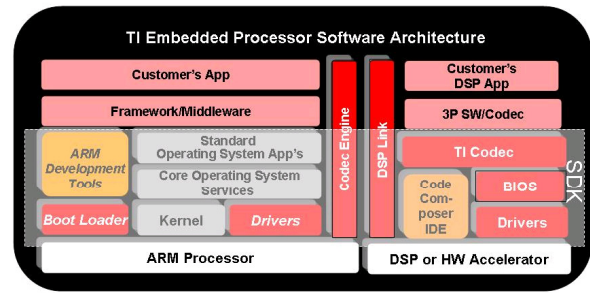 TI Embedded Processor Software Architecture
Customer's App
Framework/Middleware
ARM
Development
Tools
Standard
Operating System App's
Core Operating System
Services
Boot Loader
Kernel
Drivers
ARM Processor
Codec Engine
DSP Link
Customer's
DSP App
3P SW/Codec
TI Codec
Code
Com-
poser
IDE
BIOS
Drivers
DSP or HW Accelerator
SDK